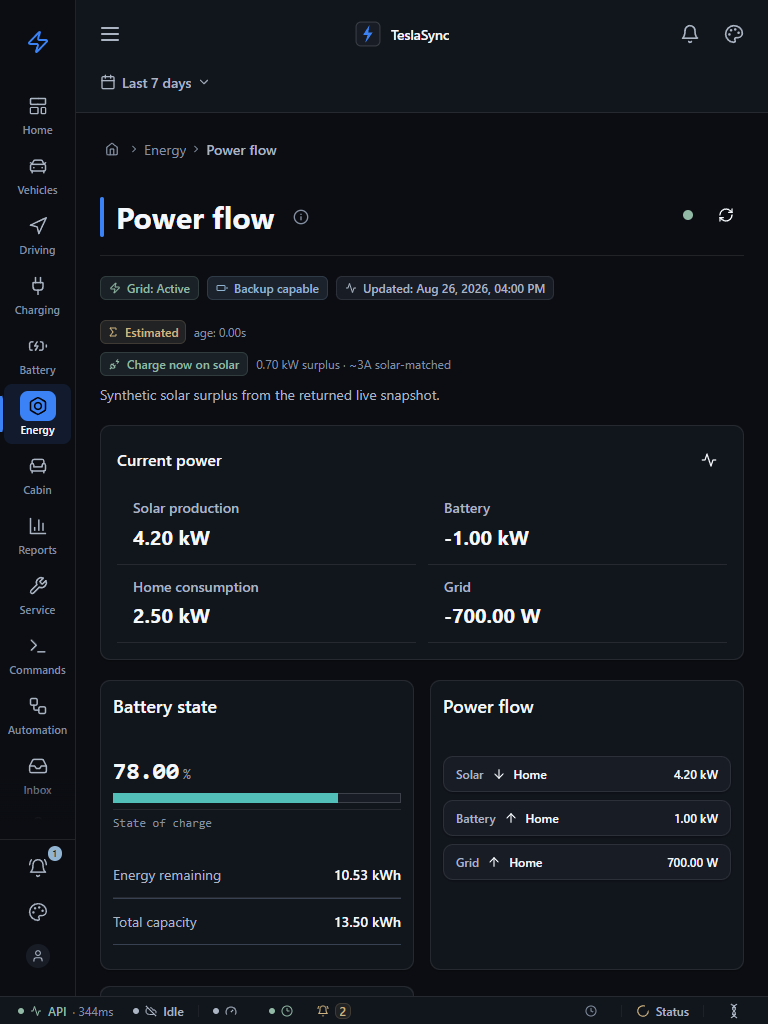 TeslaSync
Last 7 days
Home
Vehicles
Driving
Charging
Battery
Energy
Cabin
Reports
Service
Commands
Automation
Inbox
1
Energy
Power flow
Power flow
Grid: Active
Backup capable
Updated: Aug 26, 2026, 04:00 PM
Σ Estimated
age: 0.00s
Charge now on solar
0.70 kW surplus · ~3A solar-matched
Synthetic solar surplus from the returned live snapshot.
Current power
Solar production
4.20 kW
Battery
-1.00 kW
Home consumption
2.50 kW
Grid
-700.00 W
Battery state
78.00 %
State of charge
Energy remaining
10.53 kWh
Total capacity
13.50 kWh
Power flow
Solar ↓ Home 4.20 kW
Battery ↑ Home 1.00 kW
Grid ↑ Home 700.00 W
API · 344ms
Idle
2
Status